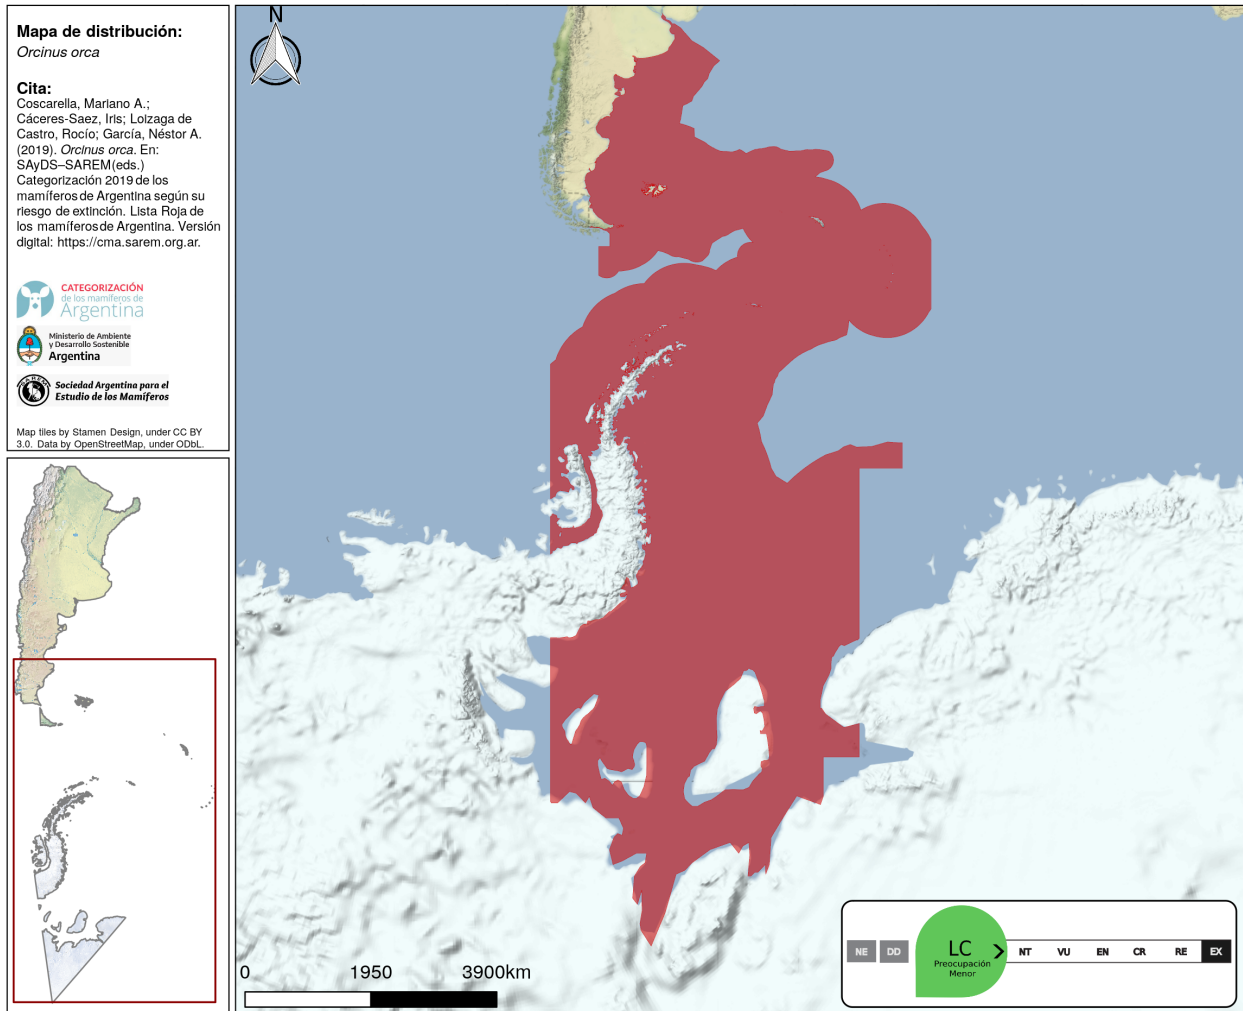 Mapa de distribución:
Orcinus orca
Cita:
Coscarella, Mariano A.;
Cáceres-Saez, Iris; Loizaga de
Castro, Rocío; García, Néstor A.
(2019). Orcinus orca. En:
SAyDS–SAREM(eds.)
Categorización 2019 de los
mamíferos de Argentina según su
riesgo de extinción. Lista Roja de
los mamíferos de Argentina. Versión
digital: https://cma.sarem.org.ar.
CATEGORIZACIÓN
de los mamíferos de
Argentina
Ministerio de Ambiente
y Desarrollo Sostenible
Argentina
SAREM
Sociedad Argentina para el
Estudio de los Mamíferos
Map tiles by Stamen Design, under CC BY
3.0. Data by OpenStreetMap, under ODbL.
N
0 1950 3900km
NE DD LC NT VU EN CR RE EX
Preocupación
Menor